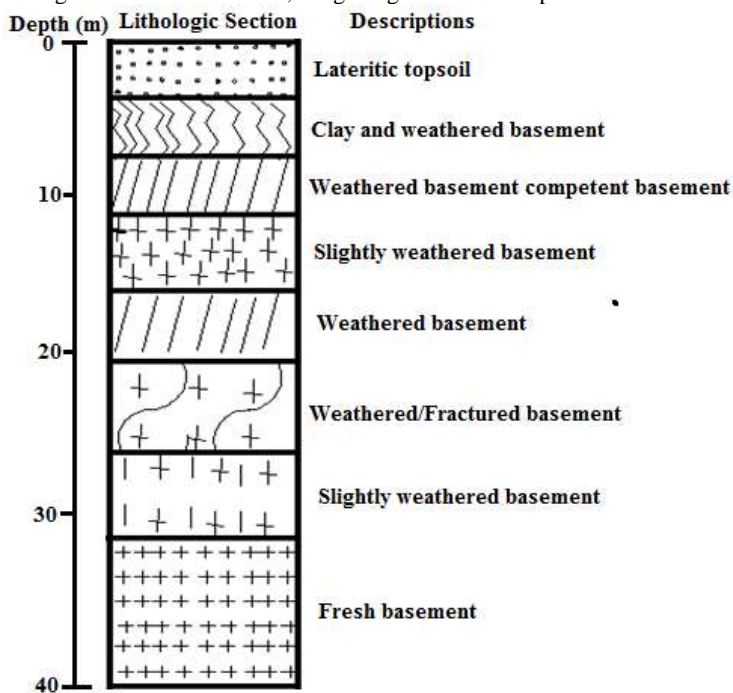 Depth (m) Lithologic Section Descriptions
0
Lateritic topsoil
Clay and weathered basement
10
Weathered basement competent basement
Slightly weathered basement
Weathered basement
20
Weathered/Fractured basement
Slightly weathered basement
30
Fresh basement
40